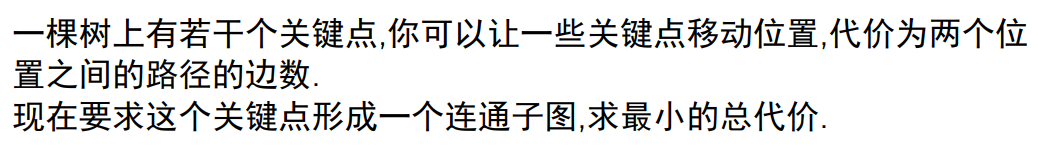 一棵树上有若干个关键点,你可以让一些关键点移动位置,代价为两个位
置之间的路径的边数.
现在要求这个关键点形成一个连通子图,求最小的总代价.